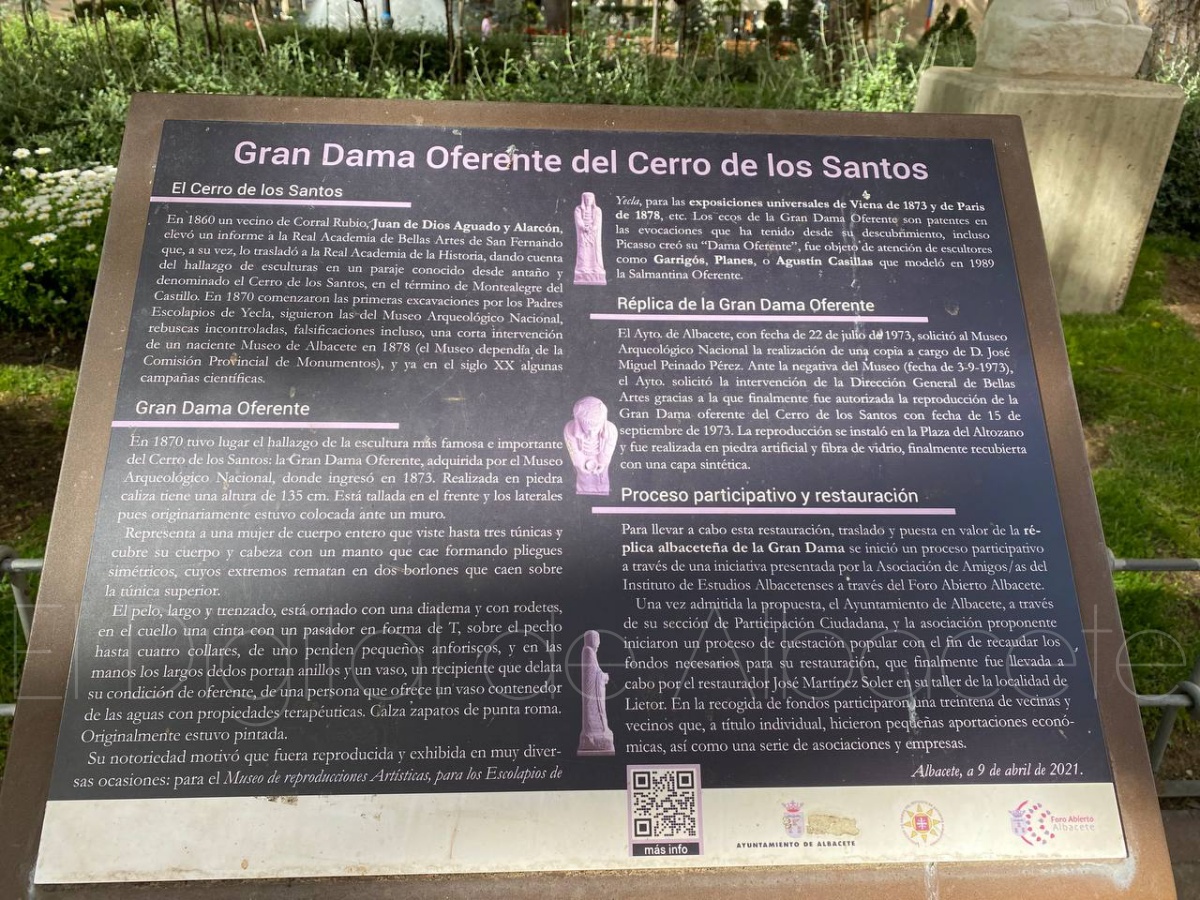 Gran Dama Oferente del Cerro de los Santos
El Cerro de los Santos
En 1860 un vecino de Corral Rubio, Juan de Dios Aguado y Alarcón,
elevó un informe a la Real Academia de Bellas Artes de San Fernando
que, a su vez, lo trasladó a la Real Academia de la Historia, dando cuenta
del hallazgo de esculturas en un paraje conocido desde antaño y
denominado el Cerro de los Santos, en el término de Montealegre del
Castillo. En 1870 comenzaron las primeras excavaciones por los Padres
Escolapios de Yecla, siguieron las del Museo Arqueológico Nacional,
rebuscas incontroladas, falsificaciones incluso, una corta intervención
de un naciente Museo de Albacete en 1878 (el Museo dependía de la
Comisión Provincial de Monumentos), y ya en el siglo XX algunas
campañas científicas.
Gran Dama Oferente
En 1870 tuvo lugar el hallazgo de la escultura más famosa e importante
del Cerro de los Santos: la Gran Dama Oferente, adquirida por el Museo
Arqueológico Nacional, donde ingresó en 1873. Realizada en piedra
caliza tiene una altura de 135 cm. Está tallada en el frente y los laterales
pues originariamente estuvo colocada ante un muro.
Representa a una mujer de cuerpo entero que viste hasta tres túnicas y
cubre su cuerpo y cabeza con un manto que cae formando pliegues
simétricos, cuyos extremos rematan en dos borlones que caen sobre
la túnica superior.
El pelo, largo y trenzado, está ornado con una diadema y con rodetes,
en el cuello una cinta con un pasador en forma de T, sobre el pecho
hasta cuatro collares, de uno penden pequeños anforiscos, y en las
manos los largos dedos portan anillos y un vaso, un recipiente que delata
su condición de oferente, de una persona que ofrece un vaso contenedor
de las aguas con propiedades terapéuticas. Calza zapatos de punta roma.
Originalmente estuvo pintada.
Su notoriedad motivó que fuera reproducida y exhibida en muy diver-
sas ocasiones: para el Museo de reproducciones Artísticas, para los Escolapios de
Yecla, para las exposiciones universales de Viena de 1873 y de Paris
de 1878, etc. Los ecos de la Gran Dama Oferente son patentes en
las evocaciones que ha tenido desde su descubrimiento, incluso
Picasso creó su "Dama Oferente", fue objeto de atención de escultores
como Garrigós, Planes, o Agustín Casillas que modeló en 1989
la Salmantina Oferente.
Réplica de la Gran Dama Oferente
El Ayto. de Albacete, con fecha de 22 de julio de 1973, solicitó al Museo
Arqueológico Nacional la realización de una copia a cargo de D. José
Miguel Peinado Pérez. Ante la negativa del Museo (fecha de 3-9-1973),
el Ayto. solicitó la intervención de la Dirección General de Bellas
Artes gracias a la que finalmente fue autorizada la reproducción de la
Gran Dama oferente del Cerro de los Santos con fecha de 15 de
septiembre de 1973. La reproducción se instaló en la Plaza del Altozano
y fue realizada en piedra artificial y fibra de vidrio, finalmente recubierta
con una capa sintética.
Proceso participativo y restauración
Para llevar a cabo esta restauración, traslado y puesta en valor de la ré-
plica albaceteña de la Gran Dama se inició un proceso participativo
a través de una iniciativa presentada por la Asociación de Amigos/as del
Instituto de Estudios Albacetenses a través del Foro Abierto Albacete.
Una vez admitida la propuesta, el Ayuntamiento de Albacete, a través
de su sección de Participación Ciudadana, y la asociación proponente
iniciaron un proceso de cuestación popular con el fin de recaudar los
fondos necesarios para su restauración, que finalmente fue llevada a
cabo por el restaurador José Martínez Soler en su taller de la localidad de
Lietor. En la recogida de fondos participaron una treintena de vecinas y
vecinos que, a título individual, hicieron pequeñas aportaciones econó-
micas, así como una serie de asociaciones y empresas.
Albacete, a 9 de abril de 2021.
más info
AYUNTAMIENTO DE ALBACETE
Foro Abierto
Albacete
El Digital de Albacete